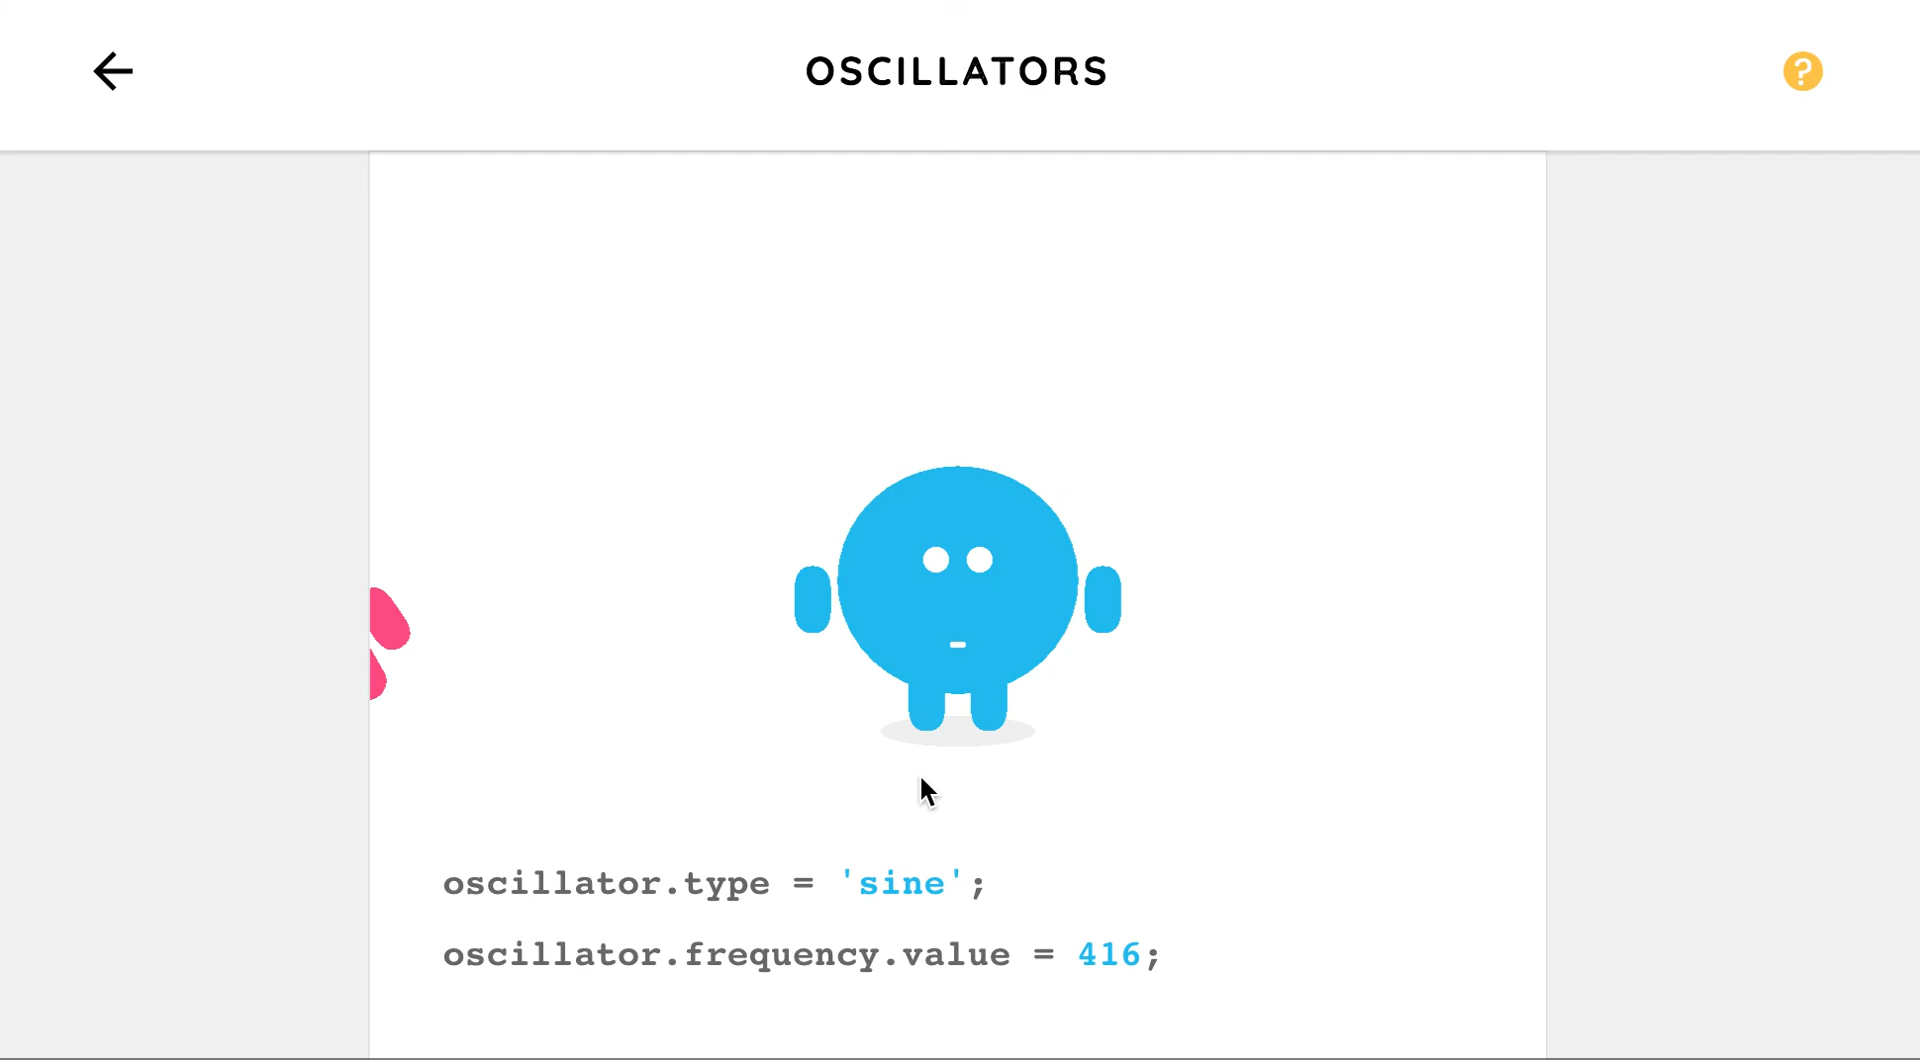 OSCILLATORS
?
oscillator.type = 'sine';
oscillator.frequency.value = 416;